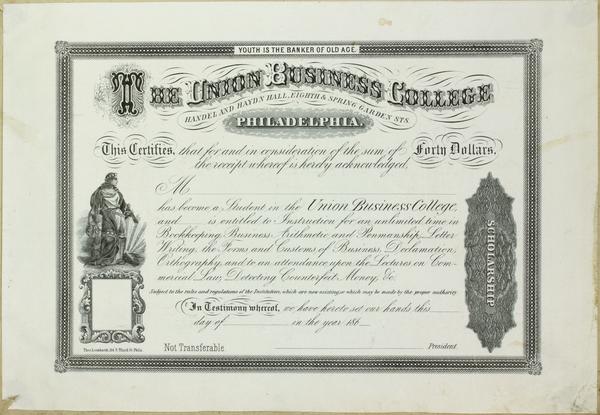 YOUTH IS THE BANKER OF OLD AGE.
THE UNION BUSINESS COLLEGE
HANDEL AND HAYDN HALL, EIGHTH & SPRING GARDEN STS.
PHILADELPHIA.
This Certifies, that for and in consideration of the sum of Forty Dollars,
the receipt whereof is hereby acknowledged,
M
has become a Student in the Union Business College,
and is entitled to Instruction for an unlimited time in
Bookkeeping, Business, Arithmetic and Penmanship, Letter
Writing, the Forms and Customs of Business, Declamation,
Orthography, and to an attendance upon the Lectures on Com-
mercial Law, Detecting Counterfeit Money, &c.
Subject to the rules and regulations of the Institution, which are now existing, or which may be made by the proper authority.
In Testimony whereof, we have hereto set our hands this
day of in the year 186
SCHOLARSHIP
Not Transferable
President.